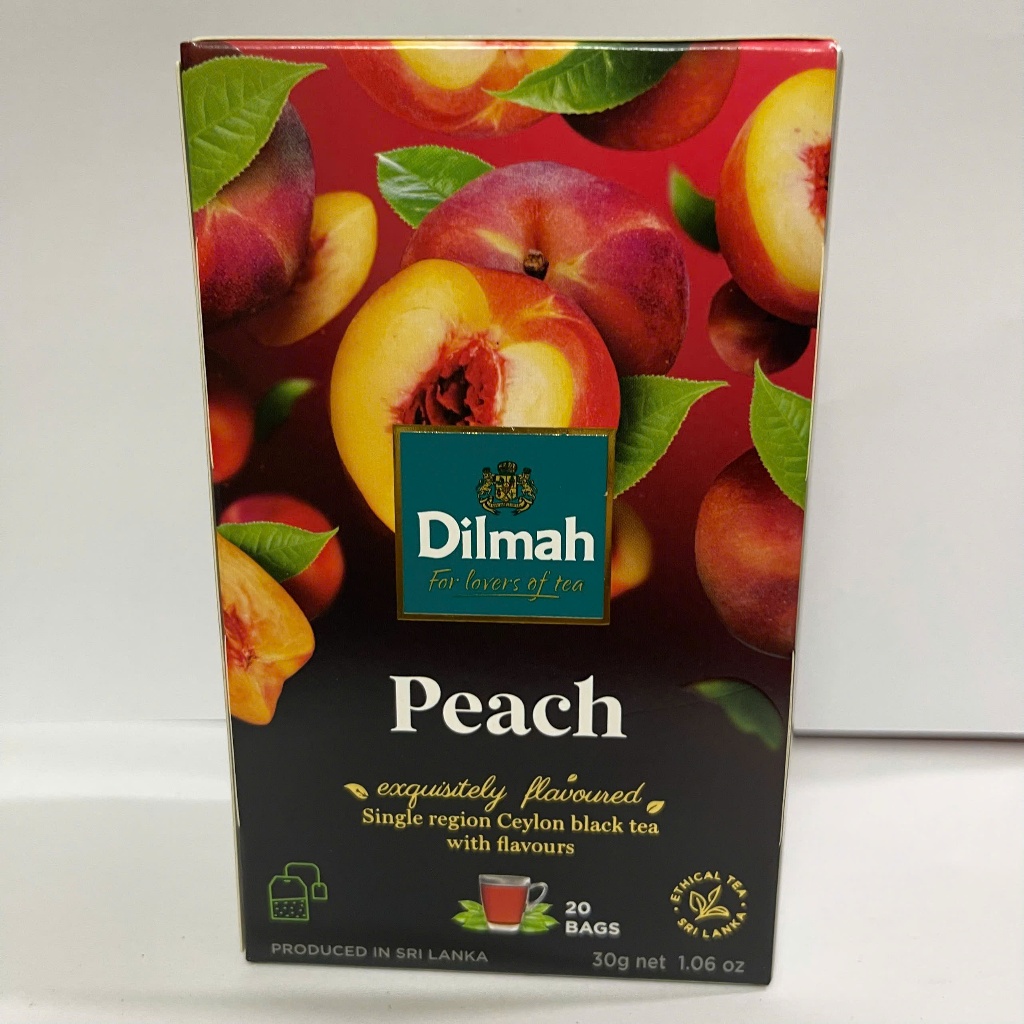 Dilmah
For lovers of tea
Peach
exquisitely flavoured
Single region Ceylon black tea
with flavours
20
BAGS
ETHICAL TEA
SRI LANKA
PRODUCED IN SRI LANKA
30g net 1.06 oz